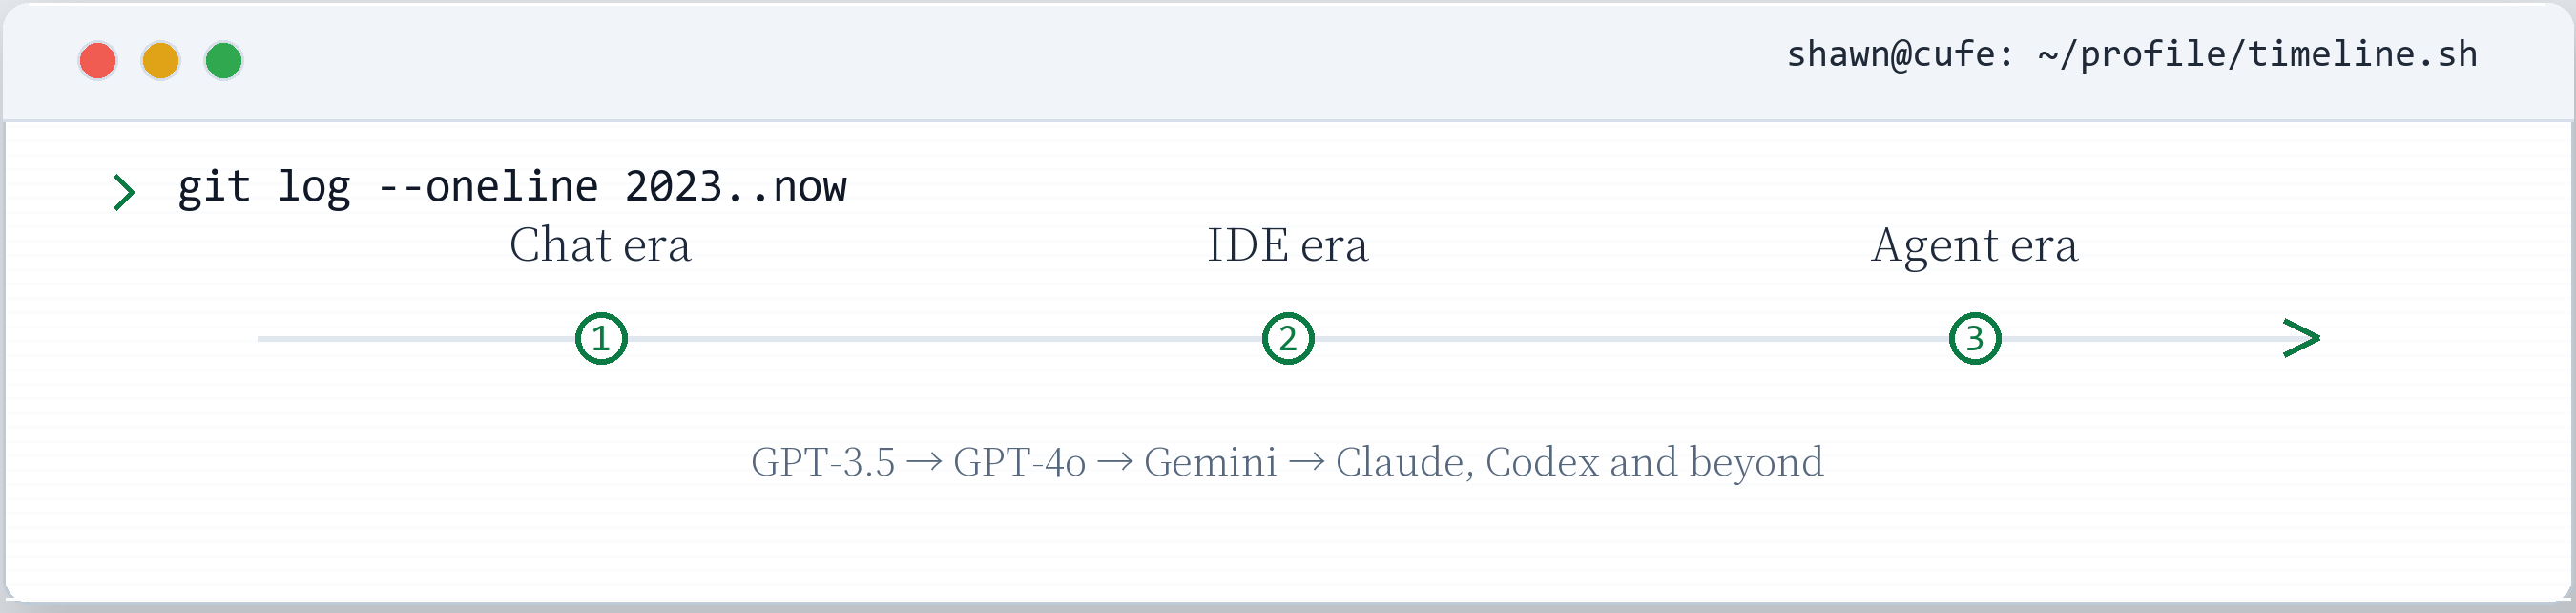 shawn@cufe: ~/profile/timeline.sh
> git log --oneline 2023..now
Chat era
IDE era
Agent era
1
2
3
GPT-3.5 → GPT-4o → Gemini → Claude, Codex and beyond